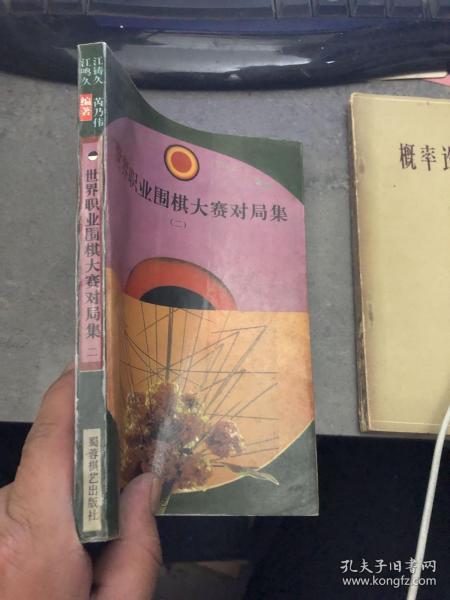 江铸久 芮乃伟
江鸣久 编著
世界职业围棋大赛对局集 二
蜀蓉棋艺出版社
世界职业围棋大赛对局集
(二)
概率
孔夫子旧书网
www.kongfz.com